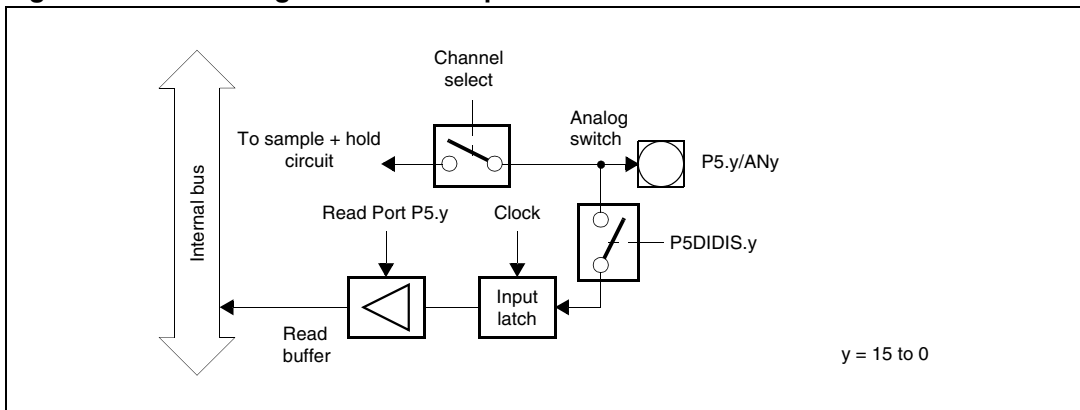 Channel
select
Analog
switch
To sample + hold
circuit
P5.y/ANy
Internal bus
Read Port P5.y
Clock
P5DIDIS.y
Input
latch
Read
buffer
y = 15 to 0